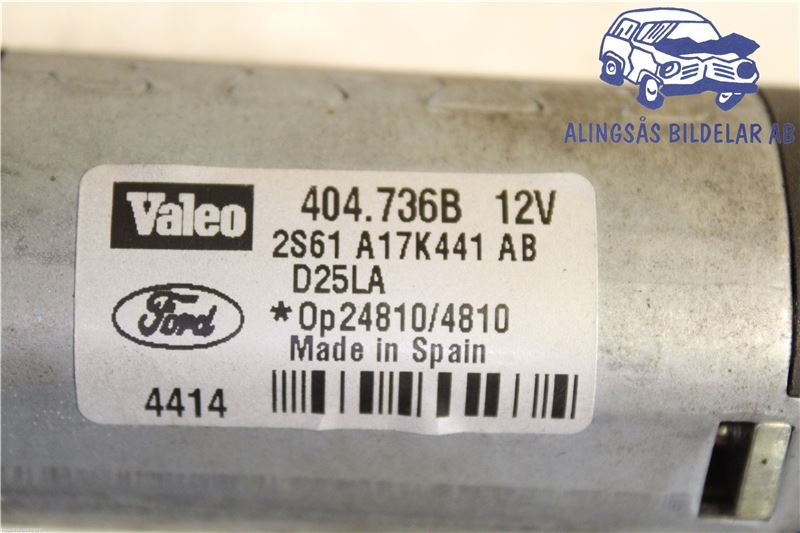 ALINGSÅS BILDELAR AB
Valeo 404.736B 12V
2S61 A17K441 AB
D25LA
Ford *Op24810/4810
Made in Spain
4414